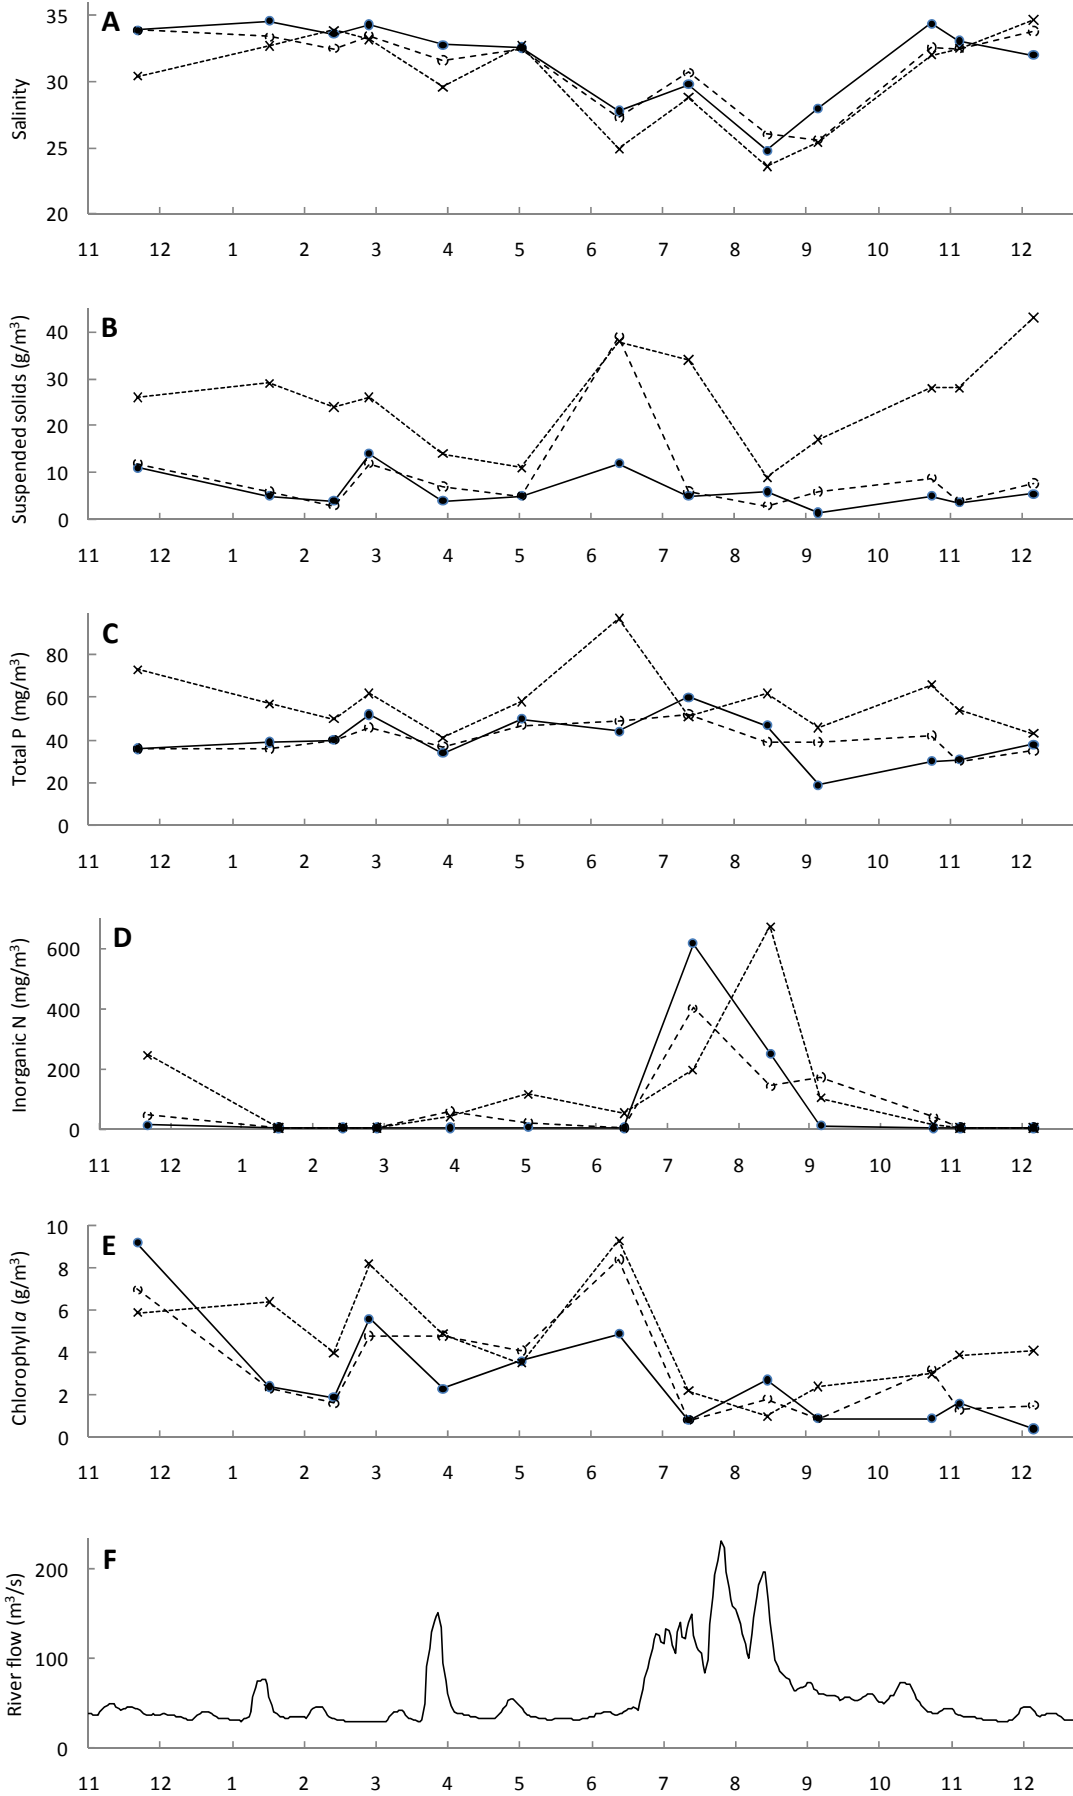 A
Salinity
35
30
25
20
11 12 1 2 3 4 5 6 7 8 9 10 11 12
B
Suspended solids (g/m³)
40
30
20
10
0
11 12 1 2 3 4 5 6 7 8 9 10 11 12
C
Total P (mg/m³)
80
60
40
20
0
11 12 1 2 3 4 5 6 7 8 9 10 11 12
D
Inorganic N (mg/m³)
600
400
200
0
11 12 1 2 3 4 5 6 7 8 9 10 11 12
E
Chlorophyll a (g/m³)
10
8
6
4
2
0
11 12 1 2 3 4 5 6 7 8 9 10 11 12
F
River flow (m³/s)
200
100
0
11 12 1 2 3 4 5 6 7 8 9 10 11 12